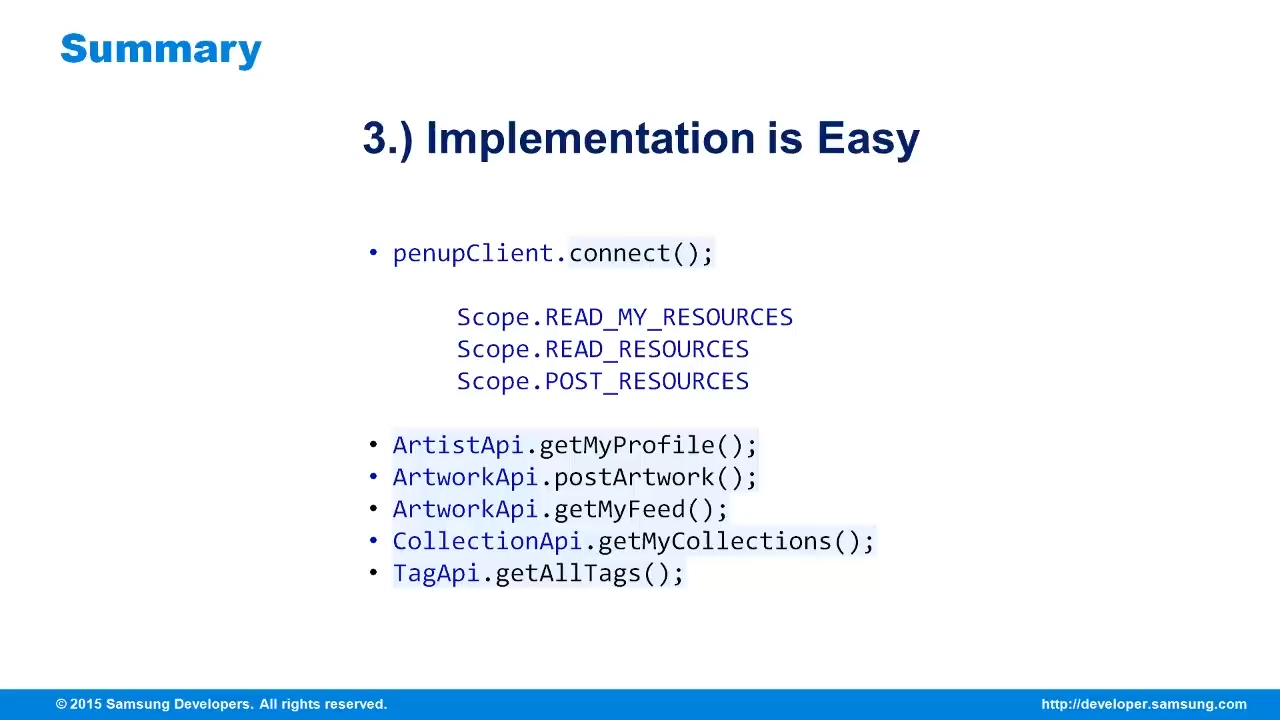 Summary
3.) Implementation is Easy
• penupClient.connect();
Scope.READ_MY_RESOURCES
Scope.READ_RESOURCES
Scope.POST_RESOURCES
• ArtistApi.getMyProfile();
• ArtworkApi.postArtwork();
• ArtworkApi.getMyFeed();
• CollectionApi.getMyCollections();
• TagApi.getAllTags();
© 2015 Samsung Developers. All rights reserved. http://developer.samsung.com